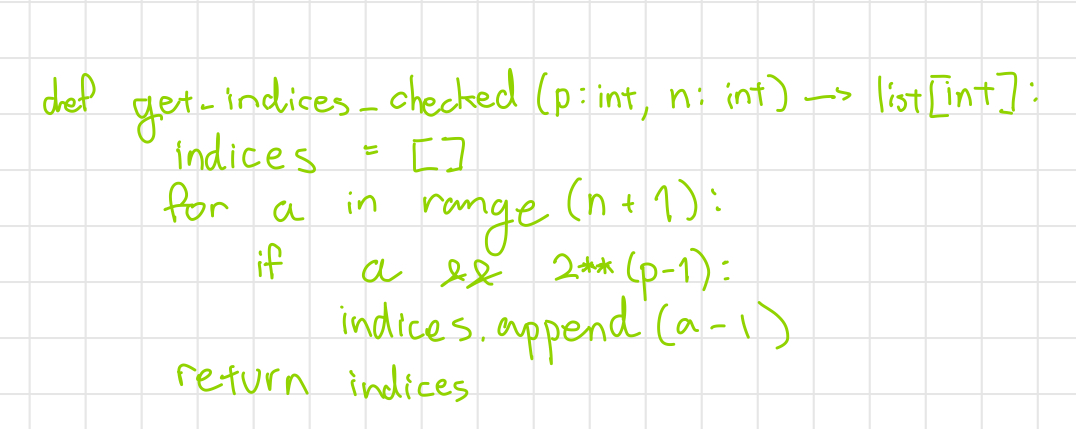 def get_indices_checked (p: int, n: int) -> list[int]:
indices = []
for a in range (n + 1):
if a && 2**(p-1):
indices.append(a-1)
return indices